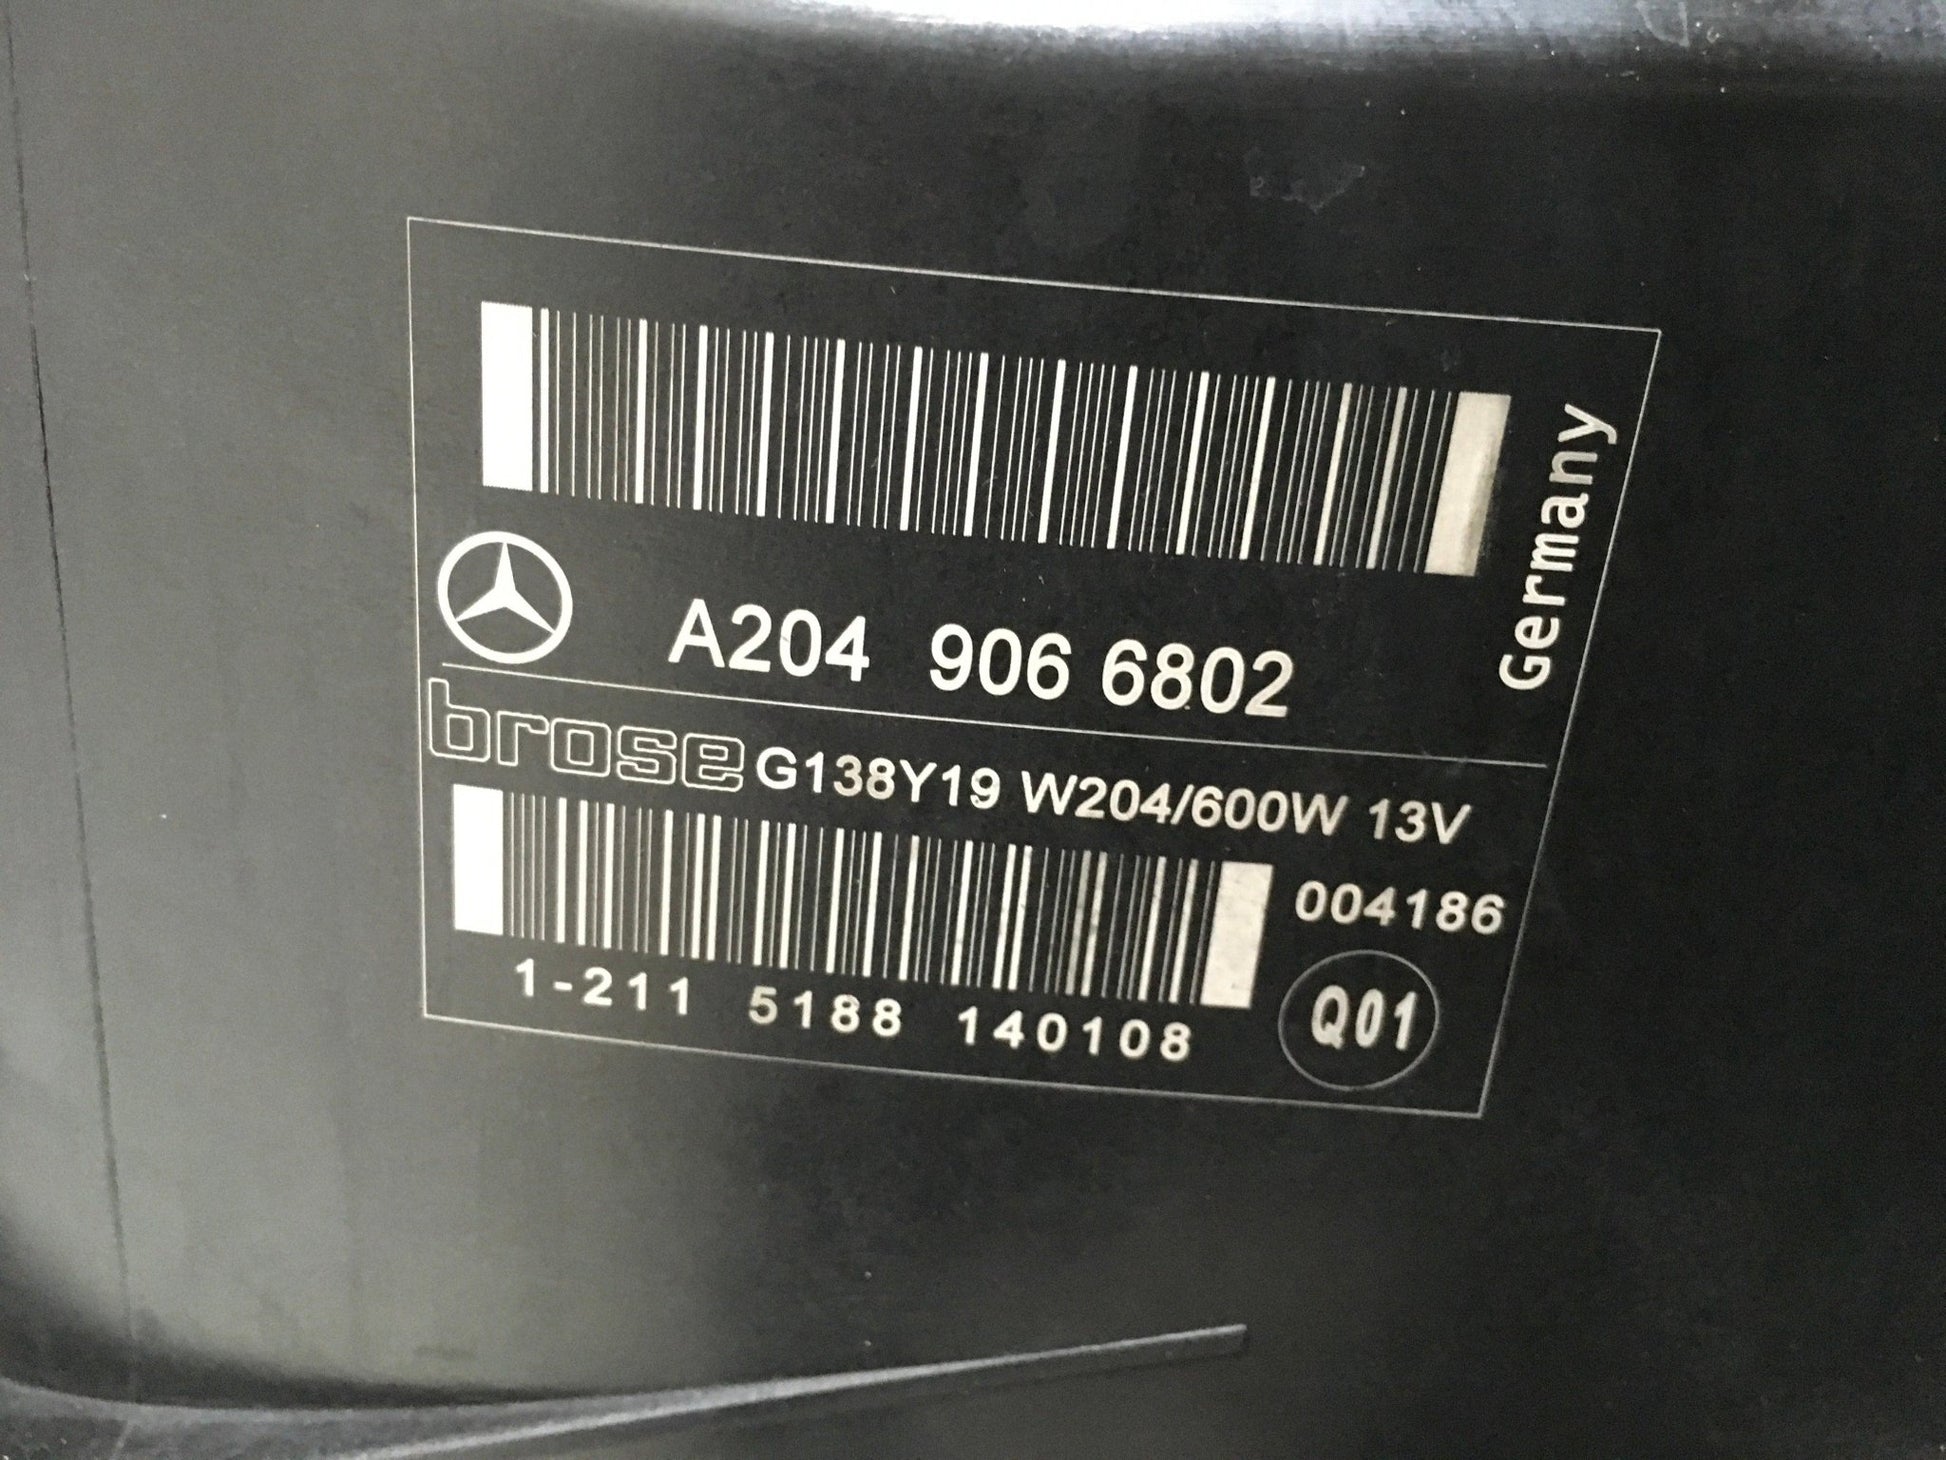 A204 906 6802
Germany
brose G138Y19 W204/600W 13V
004186
1-211 5188 140108
Q01